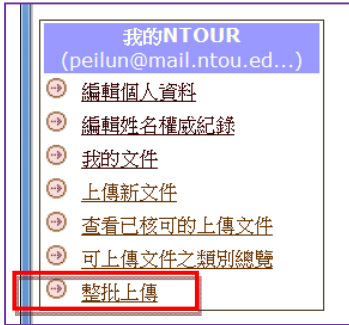 我的NTOUR
(peilun@mail.ntou.ed...)
編輯個人資料
編輯姓名權威紀錄
我的文件
上傳新文件
查看已核可的上傳文件
可上傳文件之類別總覽
整批上傳